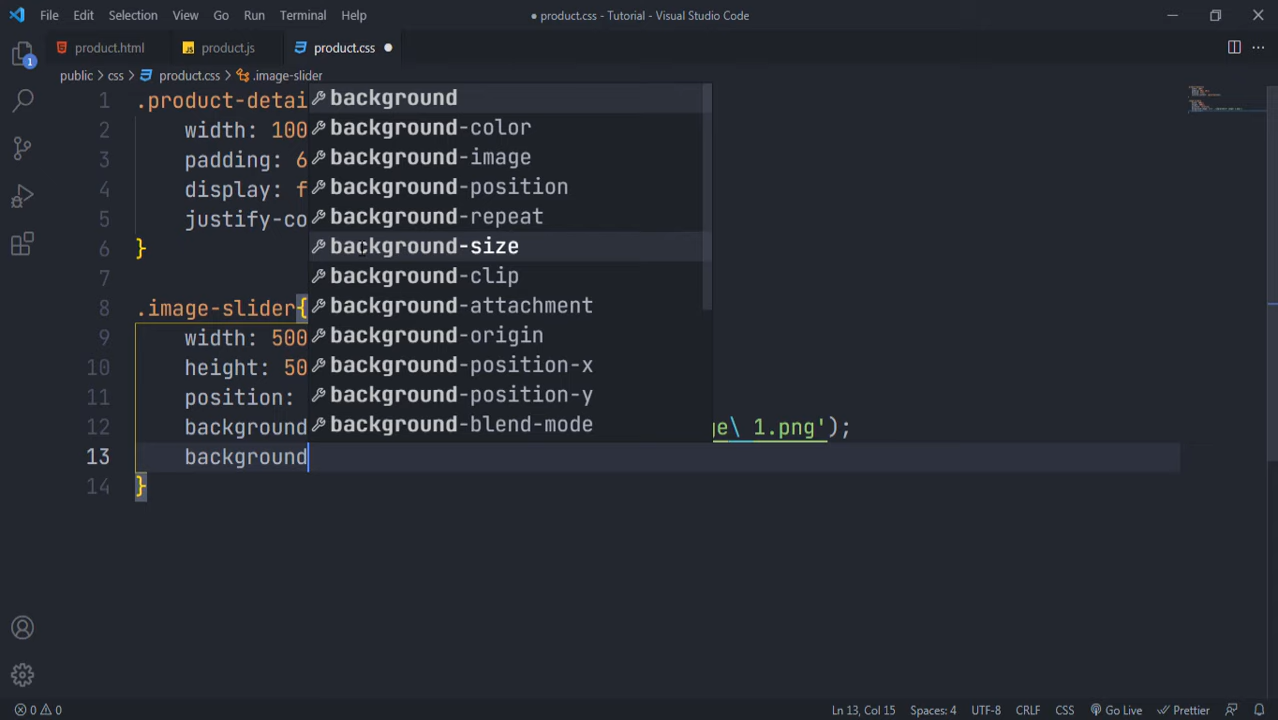 File Edit Selection View Go Run Terminal Help ● product.css - Tutorial - Visual Studio Code
product.html product.js product.css ●
public > css > product.css > .image-slider
1 .product-detai
2 width: 100
3 padding: 6
4 display: f
5 justify-co
6 }
7
8 .image-slider{
9 width: 500
10 height: 50
11 position:
12 background ge\ 1.png');
13 background
14 }
background
background-color
background-image
background-position
background-repeat
background-size
background-clip
background-attachment
background-origin
background-position-x
background-position-y
background-blend-mode
1
0 0 Ln 13, Col 15 Spaces: 4 UTF-8 CRLF CSS Go Live Prettier